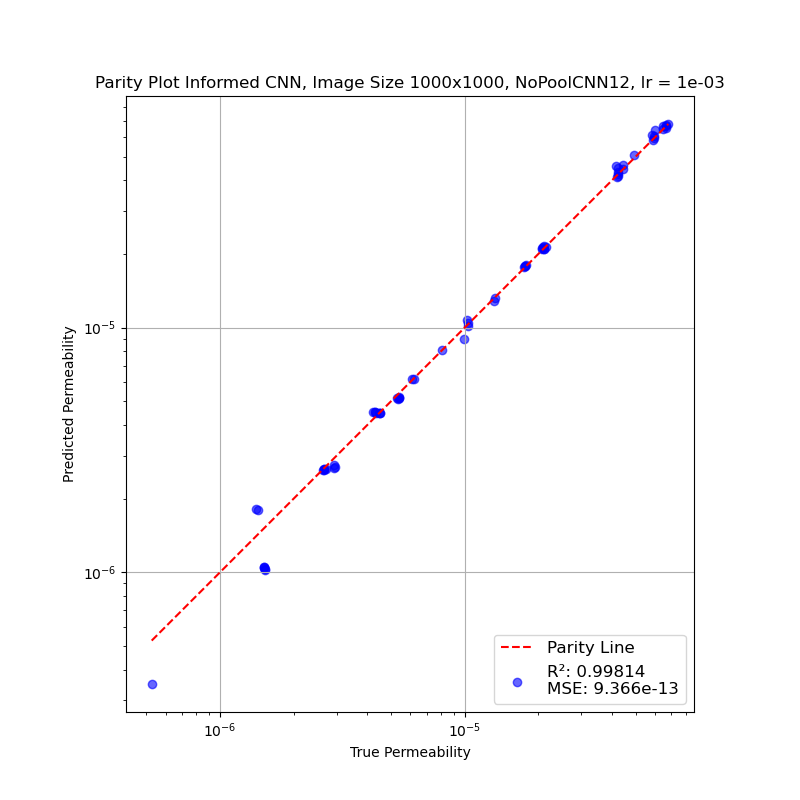 Parity Plot Informed CNN, Image Size 1000x1000, NoPoolCNN12, lr = 1e-03
Predicted Permeability
10⁻⁵
10⁻⁶
Parity Line
R²: 0.99814
MSE: 9.366e-13
10⁻⁶ 10⁻⁵
True Permeability